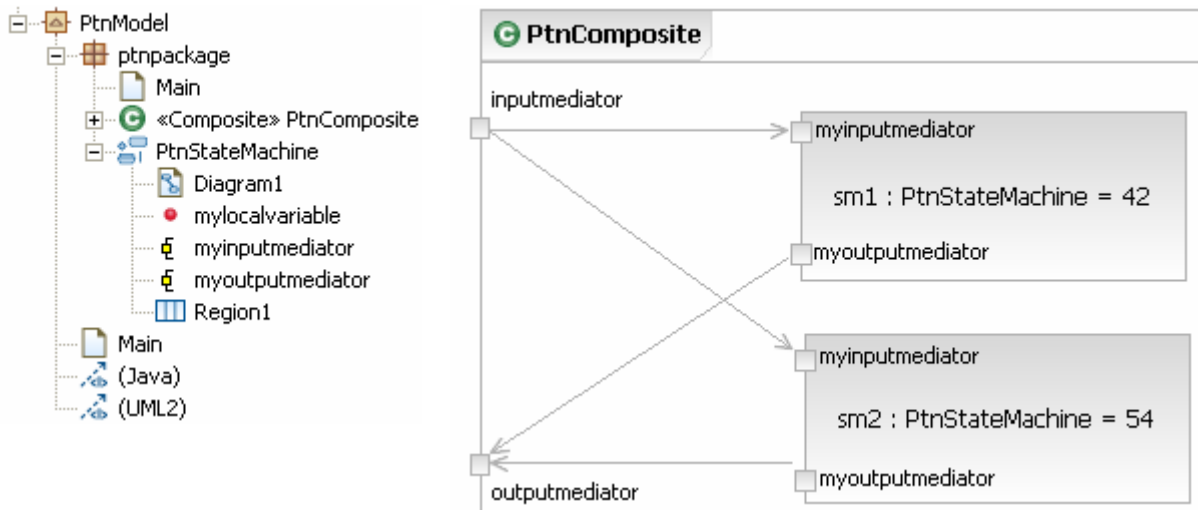 PtnModel
ptnpackage
Main
«Composite» PtnComposite
PtnStateMachine
Diagram1
mylocalvariable
myinputmediator
myoutputmediator
Region1
Main
(Java)
(UML2)
C PtnComposite
inputmediator
myinputmediator
sm1 : PtnStateMachine = 42
myoutputmediator
myinputmediator
sm2 : PtnStateMachine = 54
myoutputmediator
outputmediator